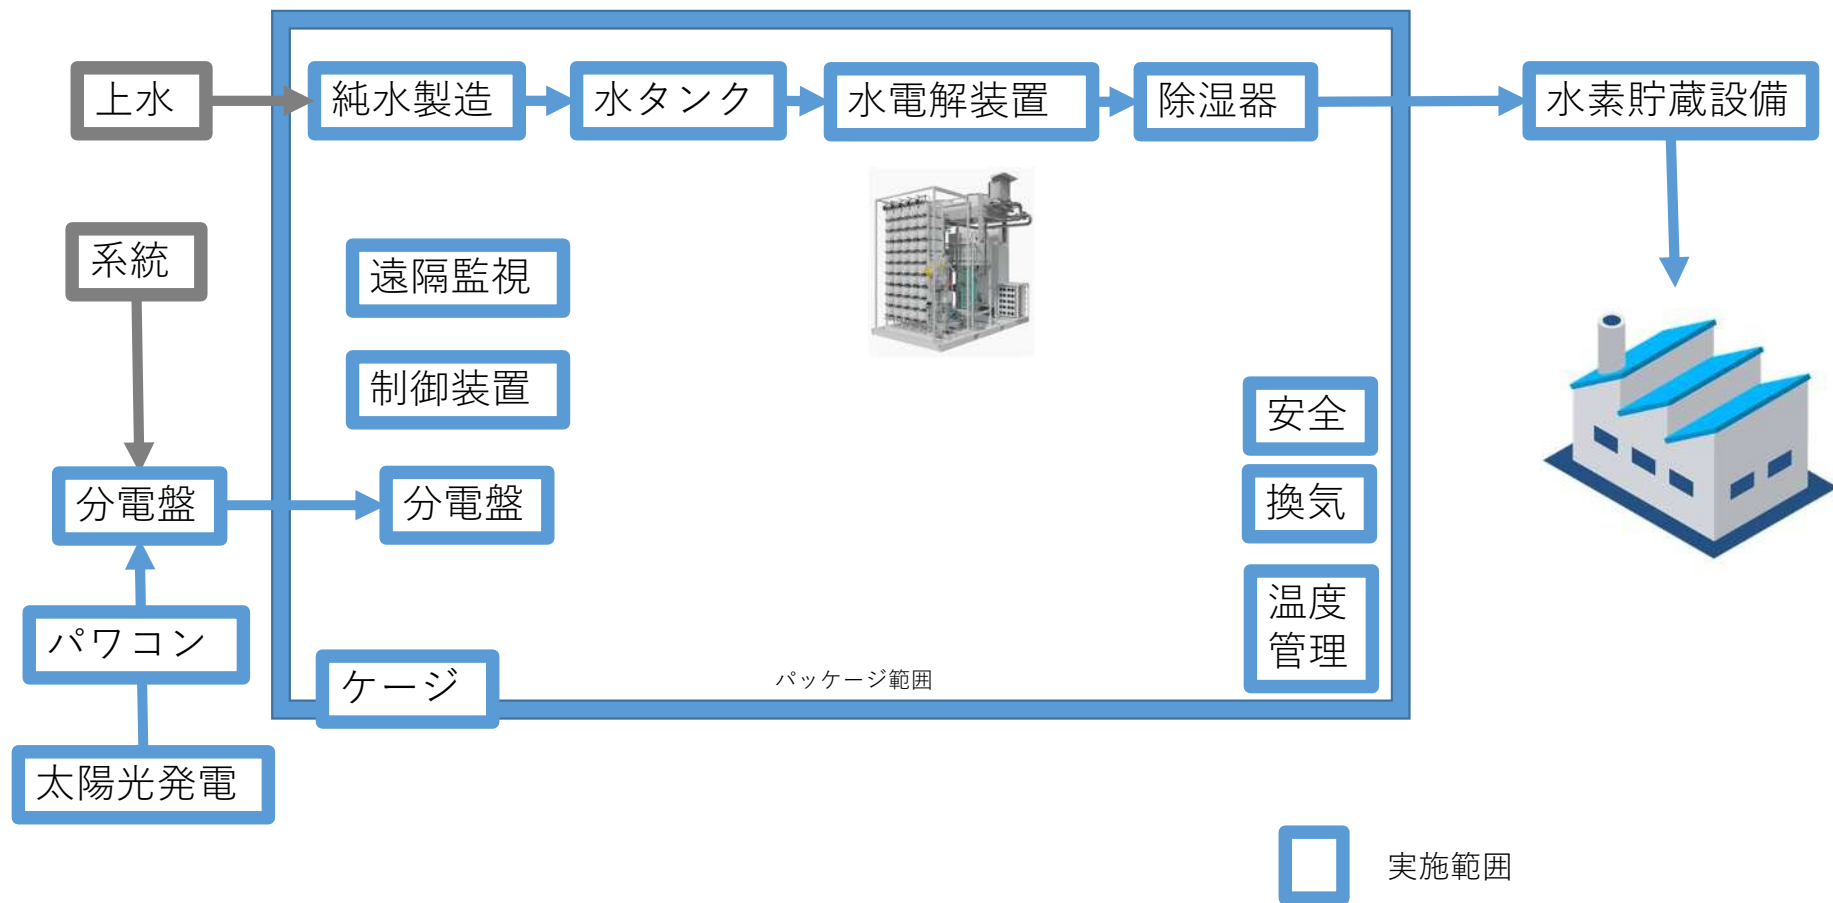 上水
純水製造
水タンク
水電解装置
除湿器
水素貯蔵設備
系統
遠隔監視
制御装置
安全
分電盤
分電盤
換気
パワコン
温度
管理
ケージ
パッケージ範囲
太陽光発電
実施範囲